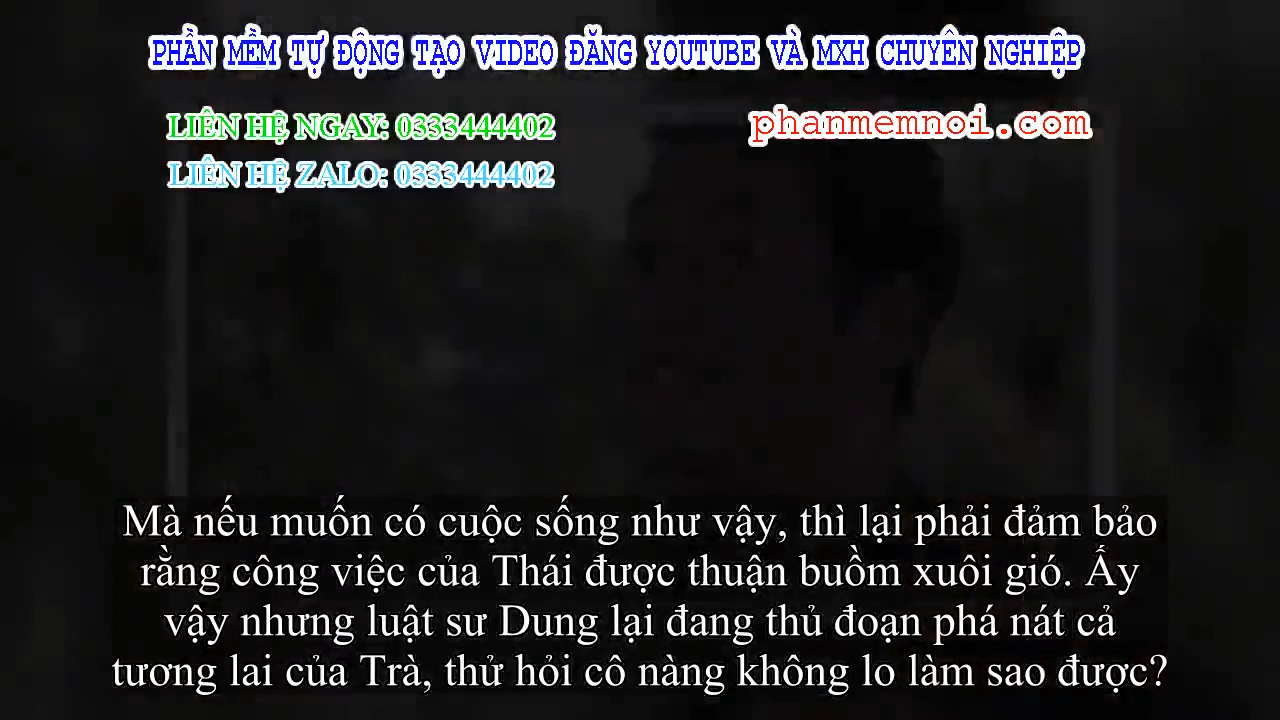 PHẦN MỀM TỰ ĐỘNG TẠO VIDEO ĐĂNG YOUTUBE VÀ MXH CHUYÊN NGHIỆP
LIÊN HỆ NGAY: 0333444402
phanmemnoi.com
LIÊN HỆ ZALO: 0333444402
Mà nếu muốn có cuộc sống như vậy, thì lại phải đảm bảo
rằng công việc của Thái được thuận buồm xuôi gió. Ấy
vậy nhưng luật sư Dung lại đang thủ đoạn phá nát cả
tương lai của Trà, thử hỏi cô nàng không lo làm sao được?